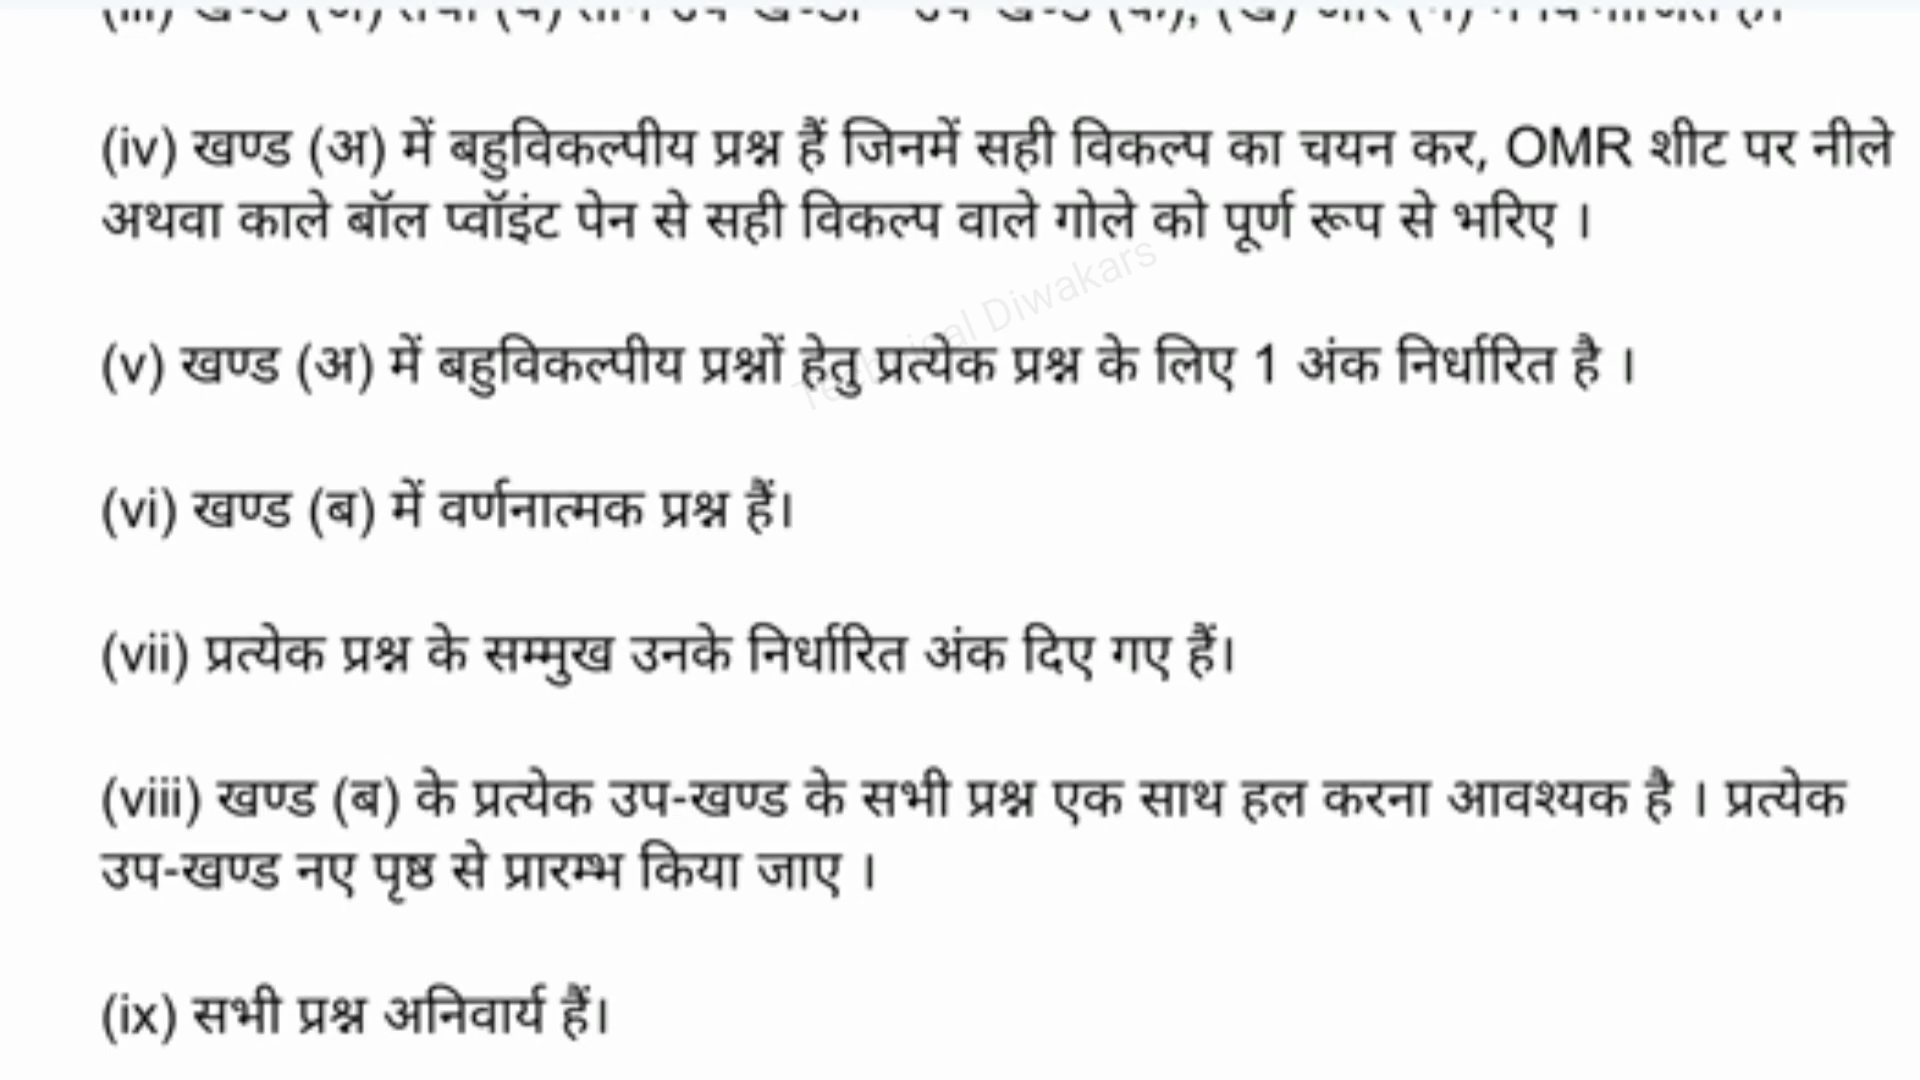 (iv) खण्ड (अ) में बहुविकल्पीय प्रश्न हैं जिनमें सही विकल्प का चयन कर, OMR शीट पर नीले
अथवा काले बॉल प्वॉइंट पेन से सही विकल्प वाले गोले को पूर्ण रूप से भरिए ।
Diwakars
(v) खण्ड (अ) में बहुविकल्पीय प्रश्नों हेतु प्रत्येक प्रश्न के लिए 1 अंक निर्धारित है ।
(vi) खण्ड (ब) में वर्णनात्मक प्रश्न हैं।
(vii) प्रत्येक प्रश्न के सम्मुख उनके निर्धारित अंक दिए गए हैं।
(viii) खण्ड (ब) के प्रत्येक उप-खण्ड के सभी प्रश्न एक साथ हल करना आवश्यक है । प्रत्येक
उप-खण्ड नए पृष्ठ से प्रारम्भ किया जाए ।
(ix) सभी प्रश्न अनिवार्य हैं।